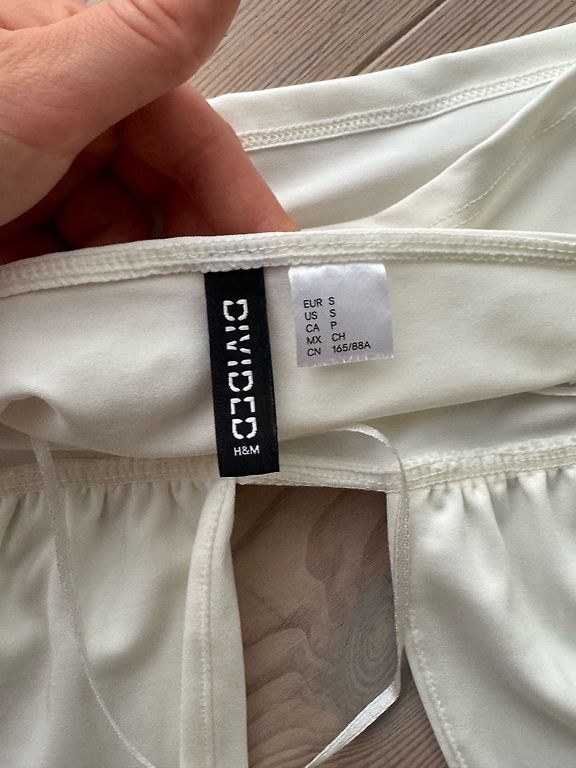 DIVIDED
H&M
EUR S
US S
CA P
MX CH
CN 165/88A